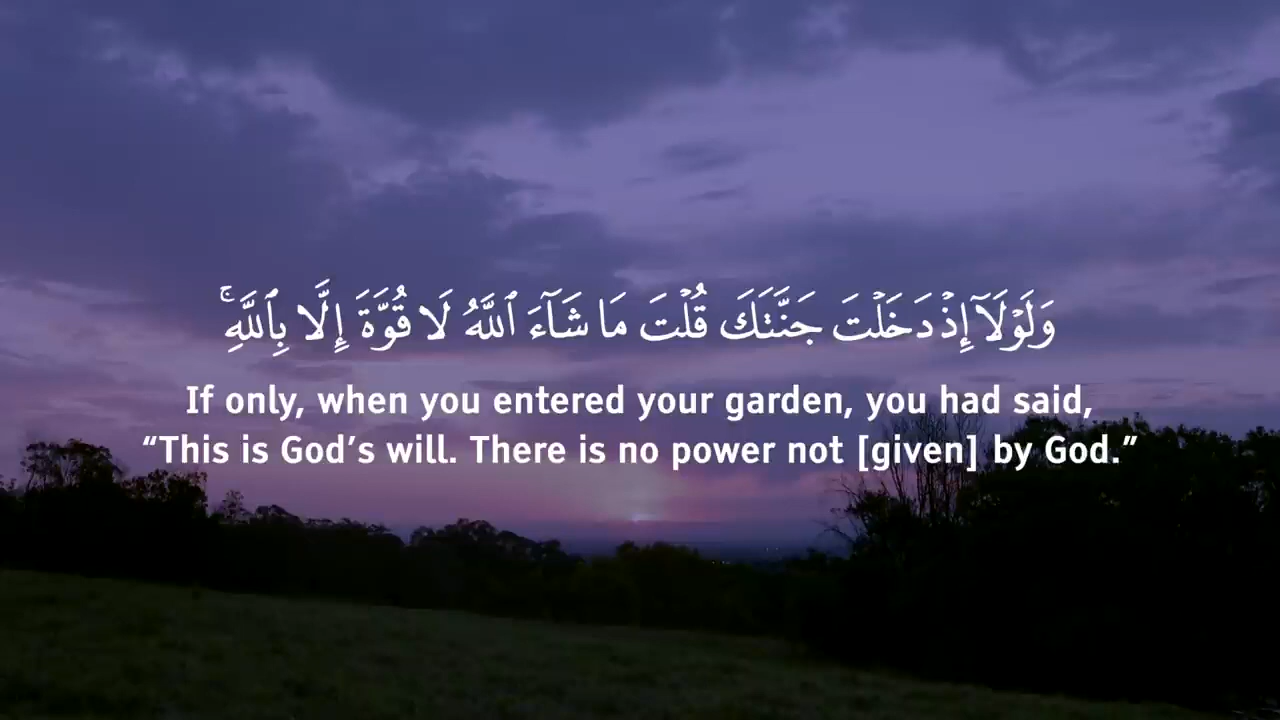 وَلَوْلَآ إِذْ دَخَلْتَ جَنَّتَكَ قُلْتَ مَا شَآءَ ٱللَّهُ لَا قُوَّةَ إِلَّا بِٱللَّهِ ۚ
If only, when you entered your garden, you had said,
“This is God’s will. There is no power not [given] by God.”